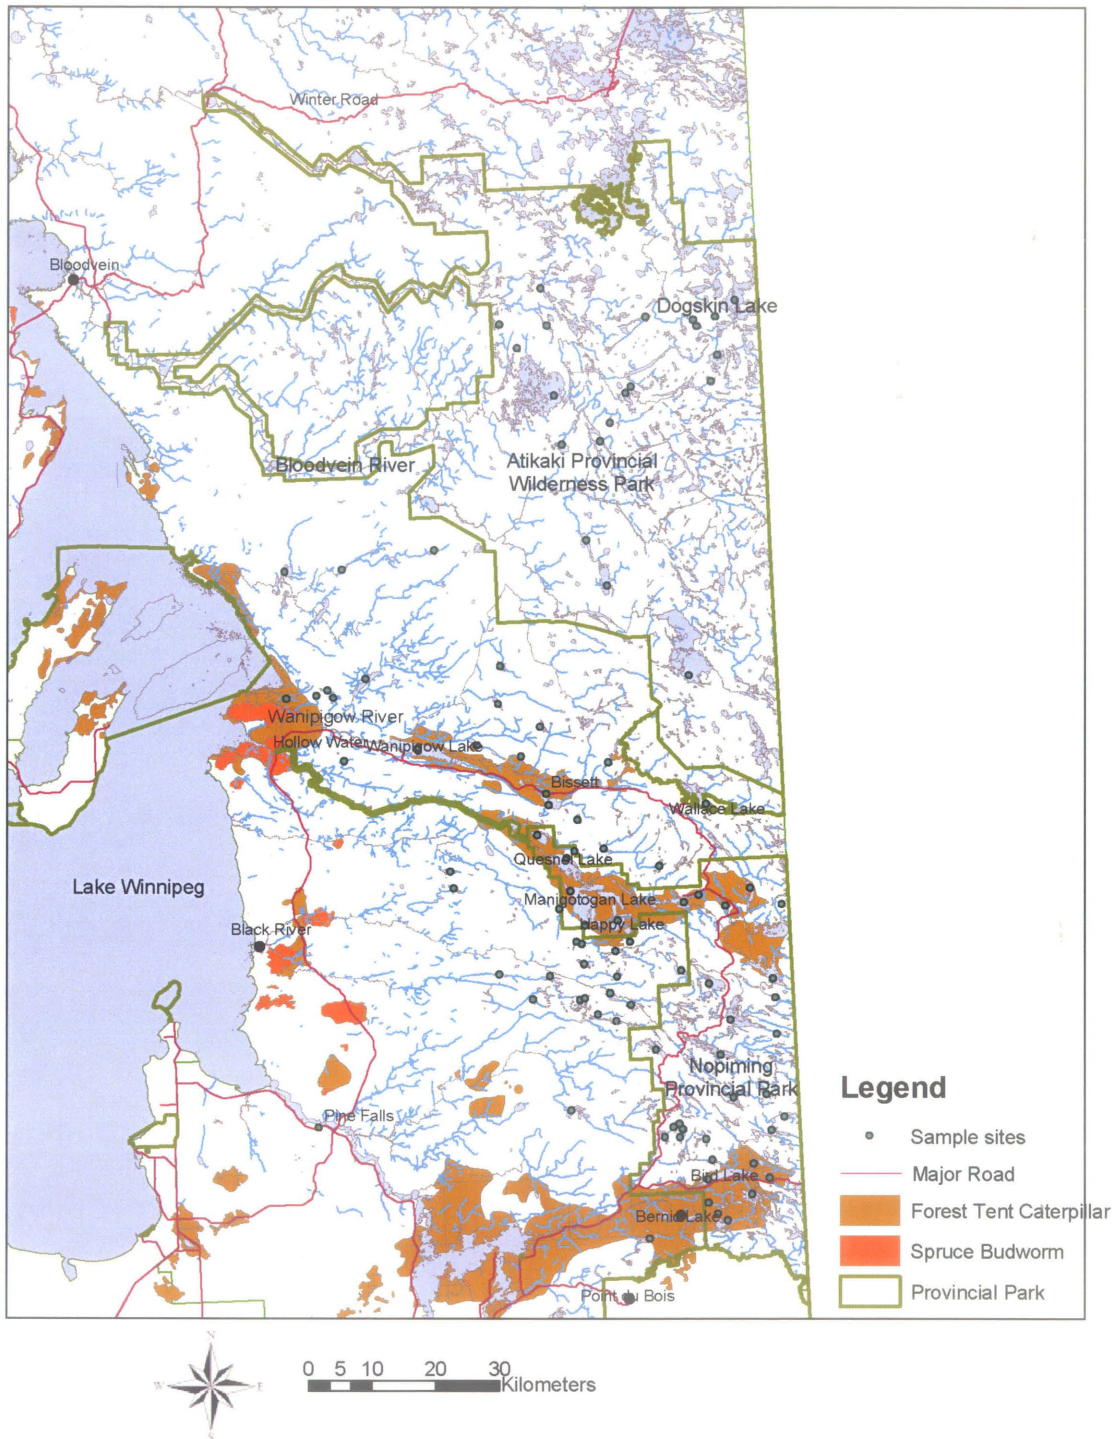 Winter Road
Bloodvein
Dogskin Lake
Bloodvein River
Atikaki Provincial
Wilderness Park
Wanipigow River
Hollow Water
Wanipigow Lake
Bissett
Wallace Lake
Quesnel Lake
Lake Winnipeg
Manigotogan Lake
Happy Lake
Black River
Nopiming
Provincial Park
Pine Falls
Bird Lake
Bernic Lake
Point du Bois
Legend
Sample sites
Major Road
Forest Tent Caterpillar
Spruce Budworm
Provincial Park
N
W E
S
0 5 10 20 30
Kilometers